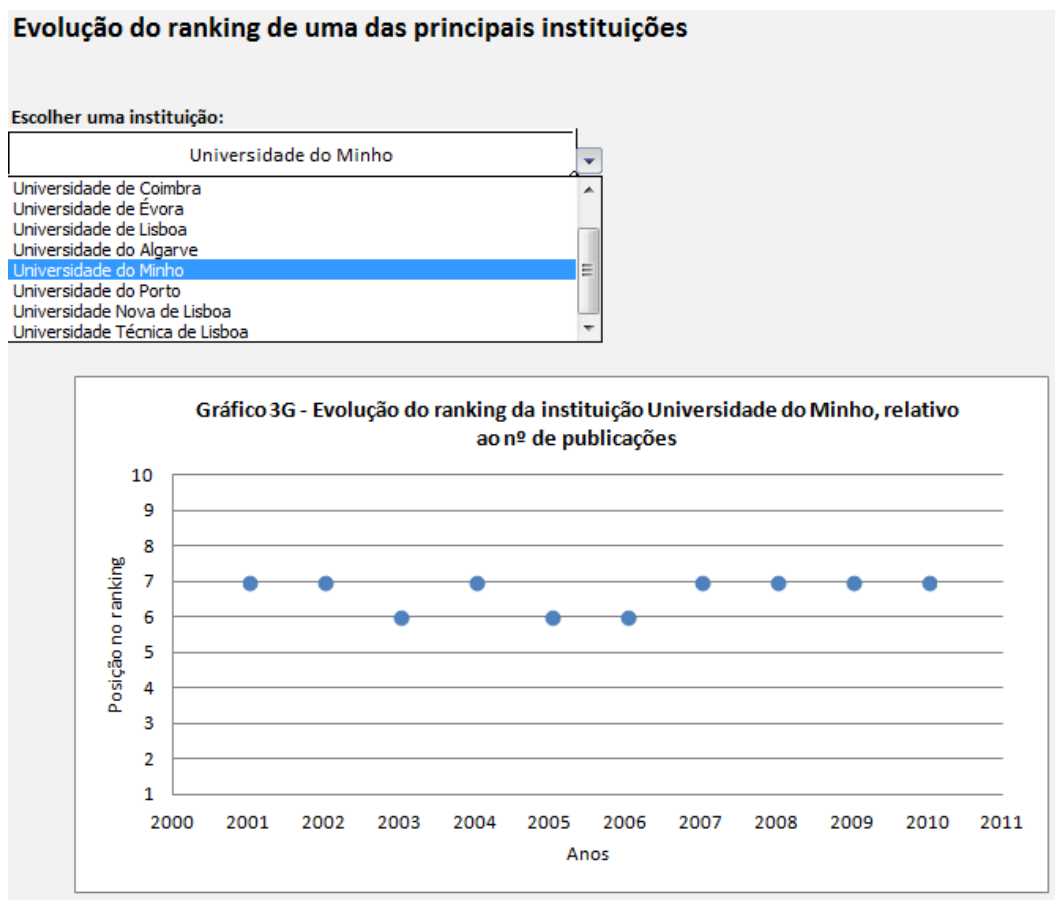 Evolução do ranking de uma das principais instituições
Escolher uma instituição:
Universidade do Minho
Universidade de Coimbra
Universidade de Évora
Universidade de Lisboa
Universidade do Algarve
Universidade do Minho
Universidade do Porto
Universidade Nova de Lisboa
Universidade Técnica de Lisboa
Gráfico 3G - Evolução do ranking da instituição Universidade do Minho, relativo
ao nº de publicações
Posição no ranking
10
9
8
7
6
5
4
3
2
1
2000 2001 2002 2003 2004 2005 2006 2007 2008 2009 2010 2011
Anos